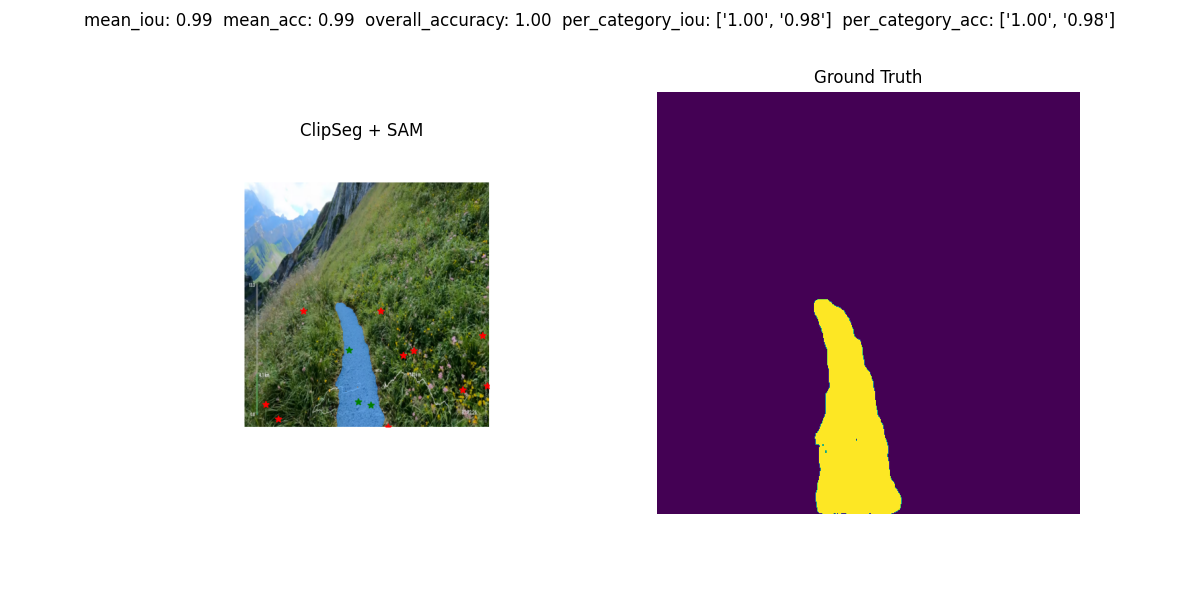 mean_iou: 0.99  mean_acc: 0.99  overall_accuracy: 1.00  per_category_iou: ['1.00', '0.98']  per_category_acc: ['1.00', '0.98']
Ground Truth
ClipSeg + SAM